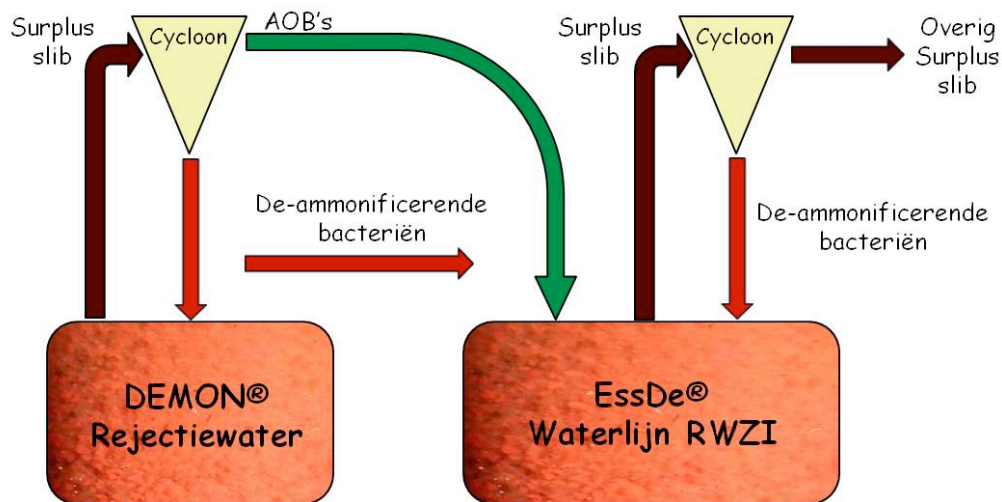 Surplus
slib
Cycloon
AOB's
Surplus
slib
Cycloon
Overig
Surplus
slib
De-ammonificerende
bacteriën
De-ammonificerende
bacteriën
DEMON®
Rejectiewater
EssDe®
Waterlijn RWZI